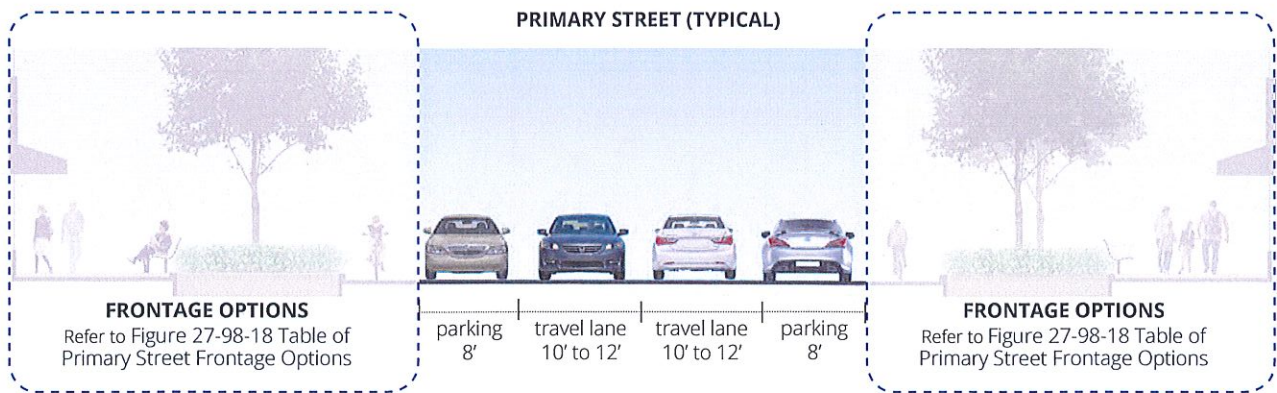 PRIMARY STREET (TYPICAL)
FRONTAGE OPTIONS
Refer to Figure 27-98-18 Table of
Primary Street Frontage Options
parking
8'
travel lane
10' to 12'
travel lane
10' to 12'
parking
8'
FRONTAGE OPTIONS
Refer to Figure 27-98-18 Table of
Primary Street Frontage Options